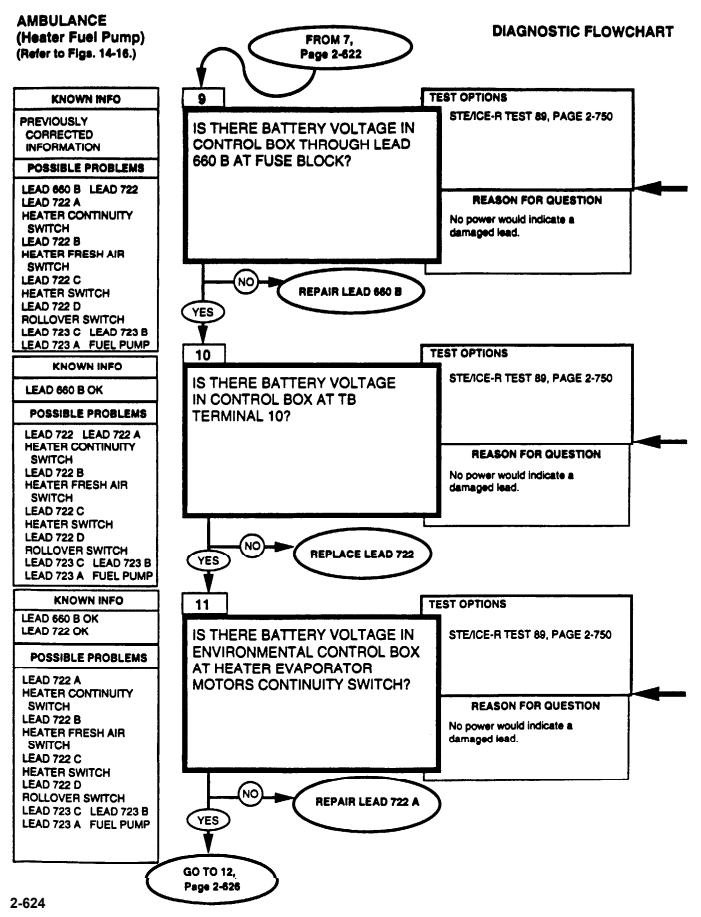 AMBULANCE
(Heater Fuel Pump)
(Refer to Figs. 14-16.)
DIAGNOSTIC FLOWCHART
FROM 7,
Page 2-622
KNOWN INFO
PREVIOUSLY
CORRECTED
INFORMATION
POSSIBLE PROBLEMS
LEAD 660 B LEAD 722
LEAD 722 A
HEATER CONTINUITY
SWITCH
LEAD 722 B
HEATER FRESH AIR
SWITCH
LEAD 722 C
HEATER SWITCH
LEAD 722 D
ROLLOVER SWITCH
LEAD 723 C LEAD 723 B
LEAD 723 A FUEL PUMP
9
IS THERE BATTERY VOLTAGE IN
CONTROL BOX THROUGH LEAD
660 B AT FUSE BLOCK?
TEST OPTIONS
STE/ICE-R TEST 89, PAGE 2-750
REASON FOR QUESTION
No power would indicate a
damaged lead.
NO
REPAIR LEAD 660 B
YES
KNOWN INFO
LEAD 660 B OK
POSSIBLE PROBLEMS
LEAD 722 LEAD 722 A
HEATER CONTINUITY
SWITCH
LEAD 722 B
HEATER FRESH AIR
SWITCH
LEAD 722 C
HEATER SWITCH
LEAD 722 D
ROLLOVER SWITCH
LEAD 723 C LEAD 723 B
LEAD 723 A FUEL PUMP
10
IS THERE BATTERY VOLTAGE
IN CONTROL BOX AT TB
TERMINAL 10?
TEST OPTIONS
STE/ICE-R TEST 89, PAGE 2-750
REASON FOR QUESTION
No power would indicate a
damaged lead.
NO
REPLACE LEAD 722
YES
KNOWN INFO
LEAD 660 B OK
LEAD 722 OK
POSSIBLE PROBLEMS
LEAD 722 A
HEATER CONTINUITY
SWITCH
LEAD 722 B
HEATER FRESH AIR
SWITCH
LEAD 722 C
HEATER SWITCH
LEAD 722 D
ROLLOVER SWITCH
LEAD 723 C LEAD 723 B
LEAD 723 A FUEL PUMP
11
IS THERE BATTERY VOLTAGE IN
ENVIRONMENTAL CONTROL BOX
AT HEATER EVAPORATOR
MOTORS CONTINUITY SWITCH?
TEST OPTIONS
STE/ICE-R TEST 89, PAGE 2-750
REASON FOR QUESTION
No power would indicate a
damaged lead.
NO
REPAIR LEAD 722 A
YES
GO TO 12,
Page 2-626
2-624